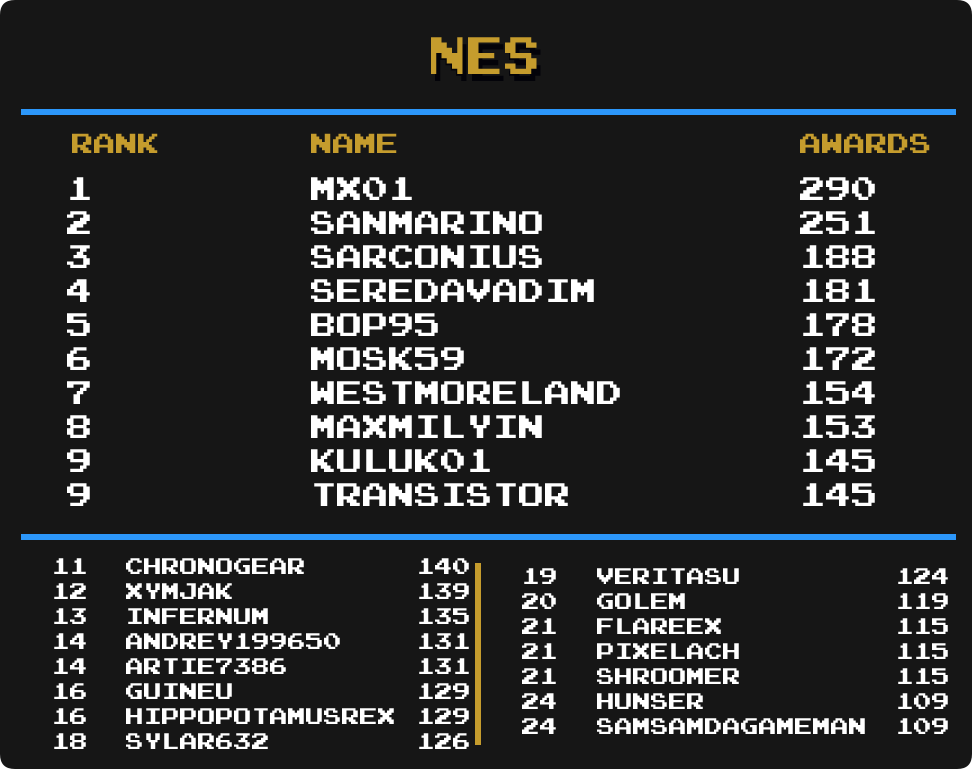 NES
RANK NAME AWARDS
1 MX01 290
2 SANMARINO 251
3 SARCONIUS 188
4 SEREDAVADIM 181
5 BOP95 178
6 MOSK59 172
7 WESTMORELAND 154
8 MAXMILYIN 153
9 KULUK01 145
9 TRANSISTOR 145
11 CHRONOGEAR 140
12 XYMJAK 139
13 INFERNUM 135
14 ANDREY199650 131
14 ARTIE7386 131
16 GUINEU 129
16 HIPPOPOTAMUSREX 129
18 SYLAR632 126
19 VERITASU 124
20 GOLEM 119
21 FLAREEX 115
21 PIXELACH 115
21 SHROOMER 115
24 HUNSER 109
24 SAMSAMDAGAMEMAN 109